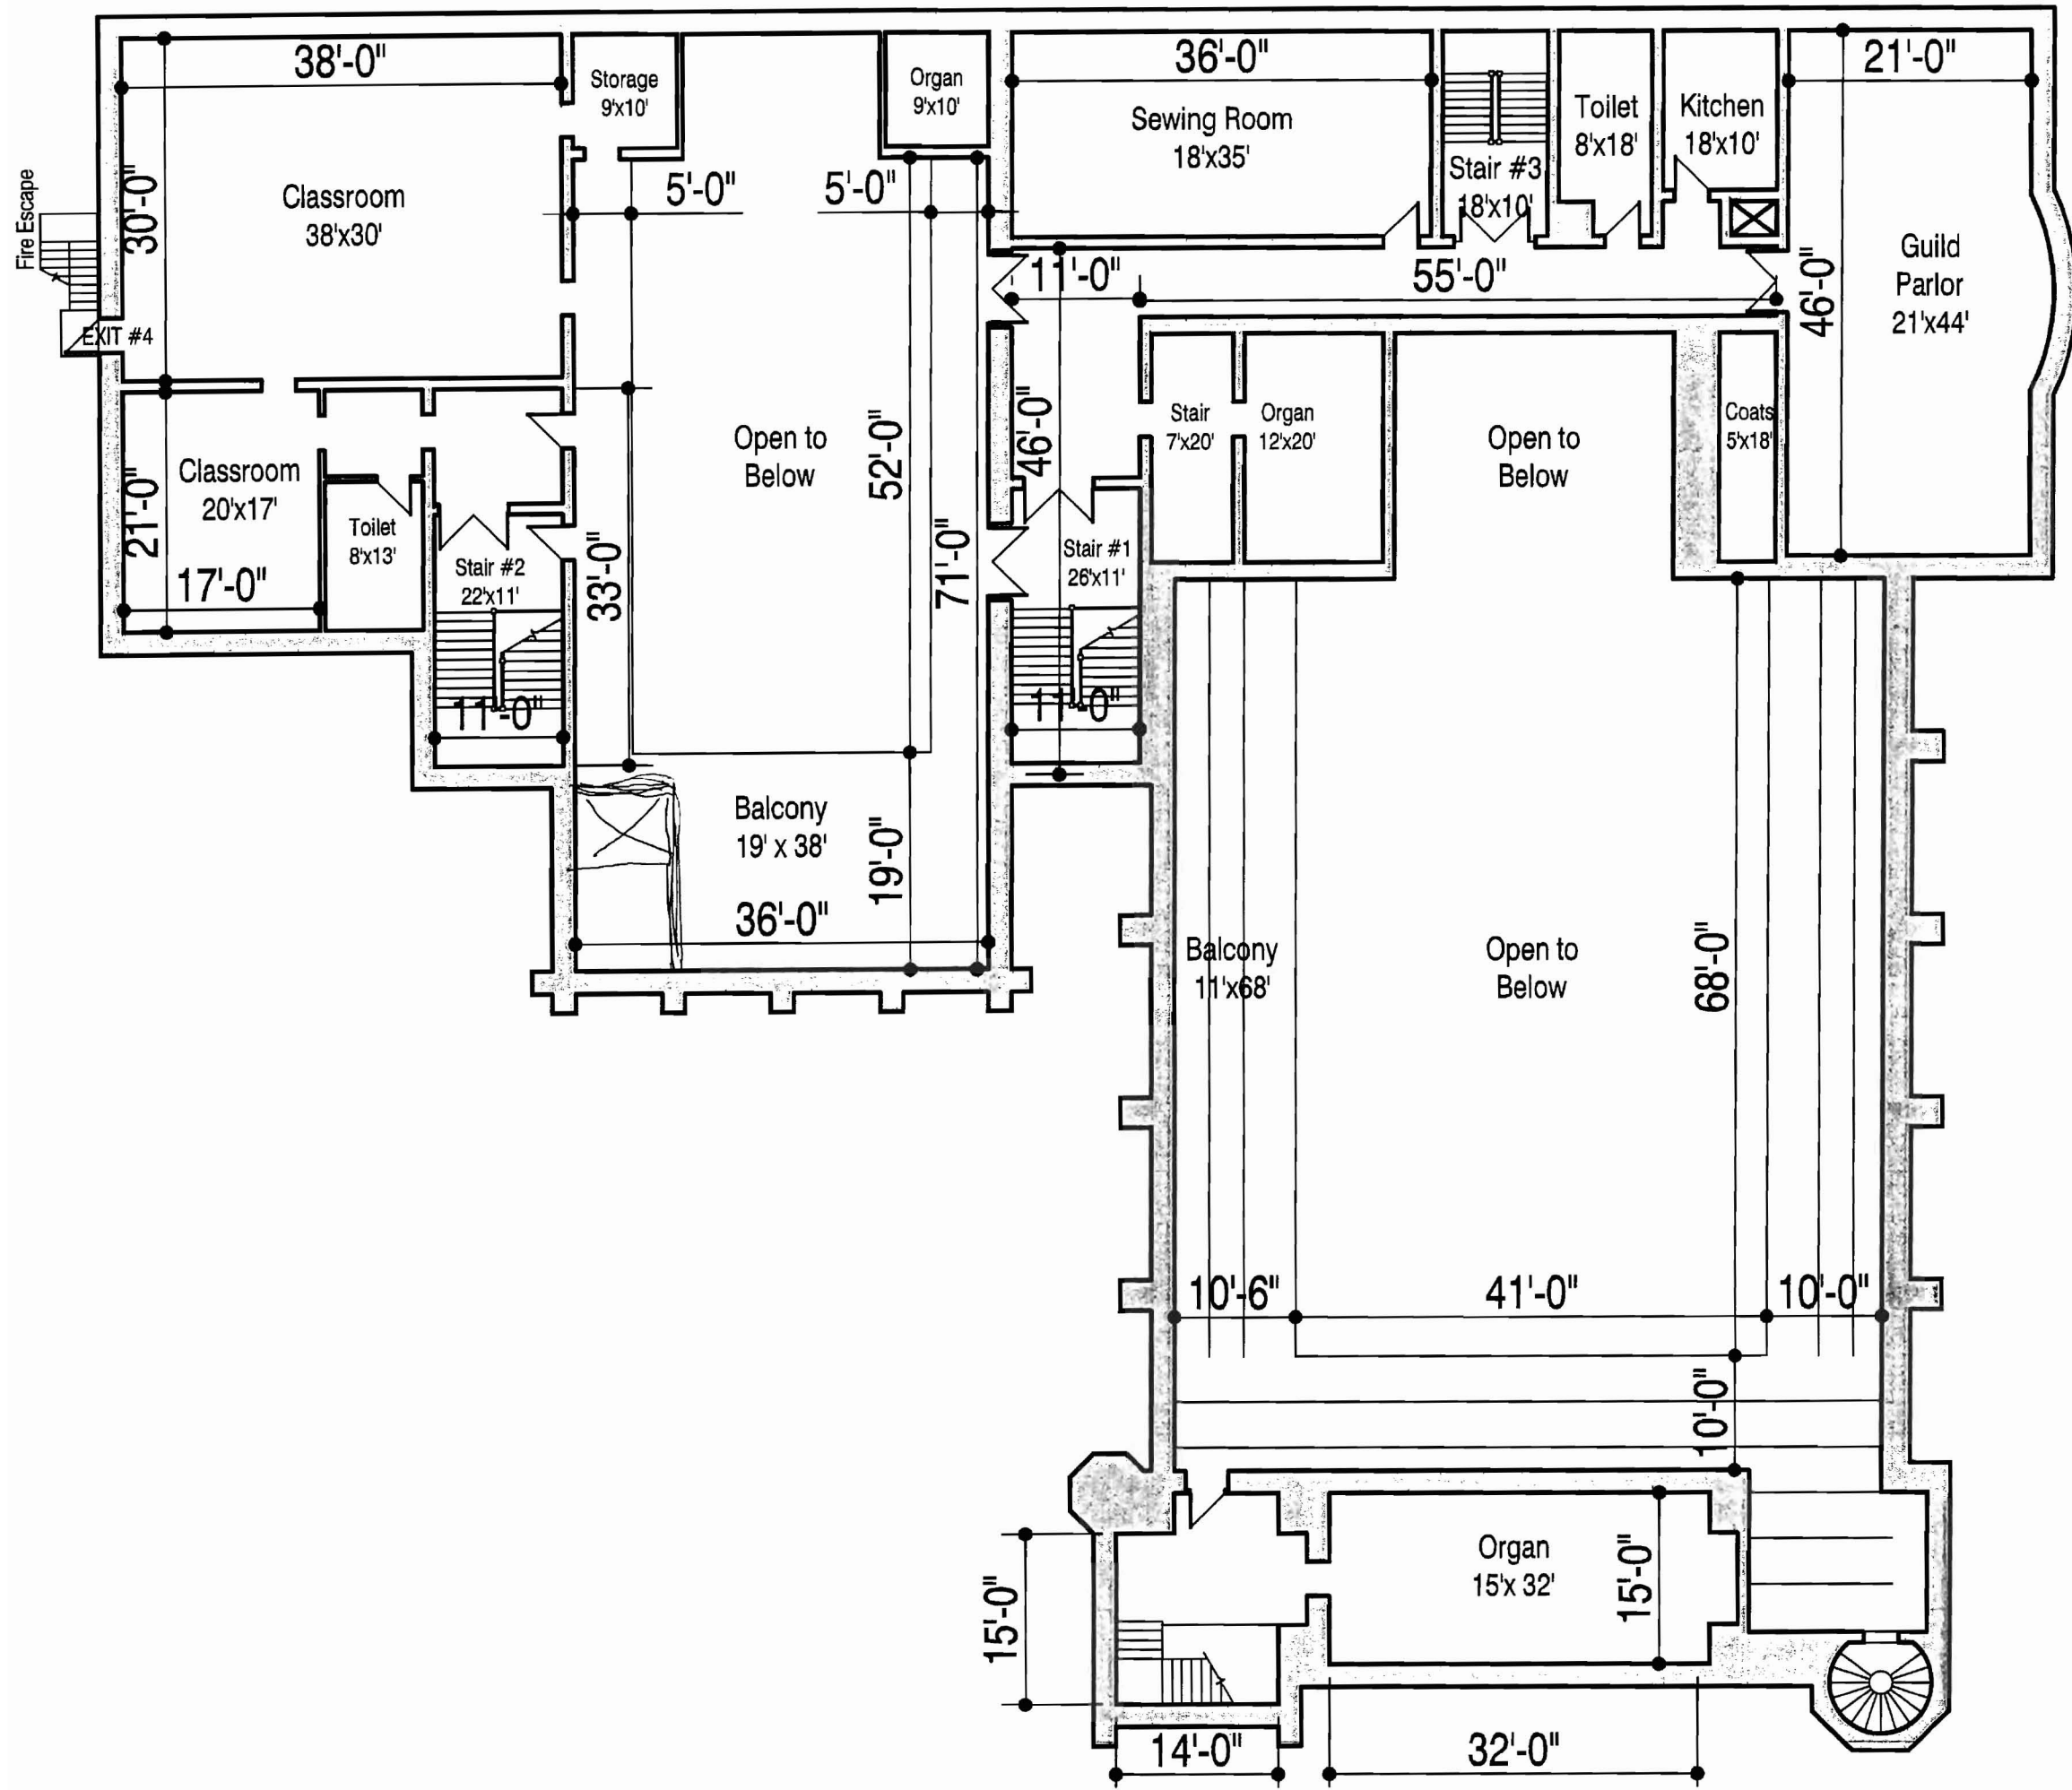 38'-0"
Storage
9'x10'
Organ
9'x10'
36'-0"
Sewing Room
18'x35'
Stair #3
18'x10'
Toilet
8'x18'
Kitchen
18'x10'
21'-0"
Fire Escape
30'-0"
Classroom
38'x30'
5'-0"
5'-0"
11'-0"
55'-0"
46'-0"
Guild
Parlor
21'x44'
EXIT #4
Classroom
20'x17'
21'-0"
17'-0"
Toilet
8'x13'
Stair #2
22'x11'
11'-0"
33'-0"
Open to
Below
52'-0"
71'-0"
46'-0"
Stair #1
26'x11'
11'-0"
Stair
7'x20'
Organ
12'x20'
Open to
Below
Coats
5'x18'
Balcony
19' x 38'
19'-0"
36'-0"
Balcony
11'x68'
Open to
Below
68'-0"
10'-6"
41'-0"
10'-0"
10'-0"
15'-0"
Organ
15'x 32'
15'-0"
14'-0"
32'-0"